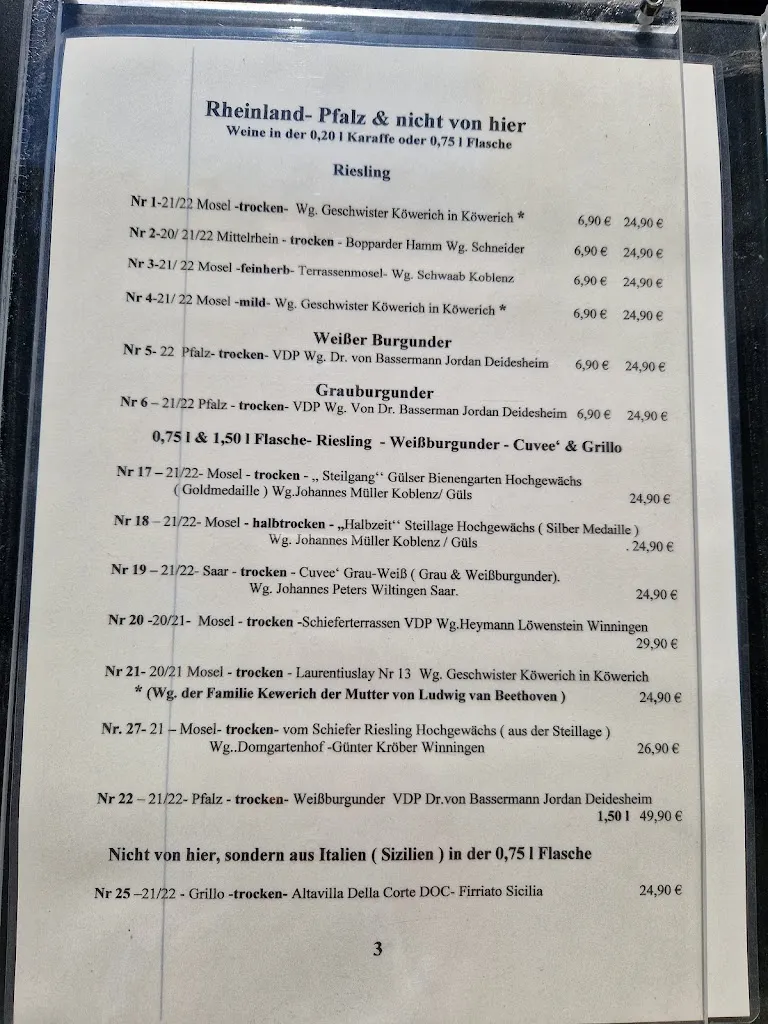 Rheinland- Pfalz & nicht von hier
Weine in der 0,20 l Karaffe oder 0,75 l Flasche
Riesling
Nr 1-21/22 Mosel -trocken- Wg. Geschwister Köwerich in Köwerich * 6,90 € 24,90 €
Nr 2-20/ 21/22 Mittelrhein - trocken - Bopparder Hamm Wg. Schneider 6,90 € 24,90 €
Nr 3-21/ 22 Mosel -feinherb- Terrassenmosel- Wg. Schwaab Koblenz 6,90 € 24,90 €
Nr 4-21/ 22 Mosel -mild- Wg. Geschwister Köwerich in Köwerich * 6,90 € 24,90 €
Weißer Burgunder
Nr 5- 22 Pfalz- trocken- VDP Wg. Dr. von Bassermann Jordan Deidesheim 6,90 € 24,90 €
Grauburgunder
Nr 6 – 21/22 Pfalz - trocken- VDP Wg. Von Dr. Basserman Jordan Deidesheim 6,90 € 24,90 €
0,75 l & 1,50 l Flasche- Riesling - Weißburgunder - Cuvee‘ & Grillo
Nr 17 – 21/22- Mosel - trocken - „ Steilgang“ Gülser Bienengarten Hochgewächs
( Goldmedaille ) Wg.Johannes Müller Koblenz/ Güls 24,90 €
Nr 18 – 21/22- Mosel - halbtrocken - „Halbzeit“ Steillage Hochgewächs ( Silber Medaille )
Wg. Johannes Müller Koblenz / Güls . 24,90 €
Nr 19 – 21/22- Saar - trocken - Cuvee‘ Grau-Weiß ( Grau & Weißburgunder).
Wg. Johannes Peters Wiltingen Saar. 24,90 €
Nr 20 -20/21- Mosel - trocken -Schieferterrassen VDP Wg.Heymann Löwenstein Winningen
29,90 €
Nr 21- 20/21 Mosel - trocken - Laurentiuslay Nr 13 Wg. Geschwister Köwerich in Köwerich
* (Wg. der Familie Kewerich der Mutter von Ludwig van Beethoven ) 24,90 €
Nr. 27- 21 – Mosel- trocken- vom Schiefer Riesling Hochgewächs ( aus der Steillage )
Wg..Domgartenhof -Günter Kröber Winningen 26,90 €
Nr 22 – 21/22- Pfalz - trocken- Weißburgunder VDP Dr.von Bassermann Jordan Deidesheim
1,50 l 49,90 €
Nicht von hier, sondern aus Italien ( Sizilien ) in der 0,75 l Flasche
Nr 25 –21/22 - Grillo -trocken- Altavilla Della Corte DOC- Firriato Sicilia 24,90 €
3